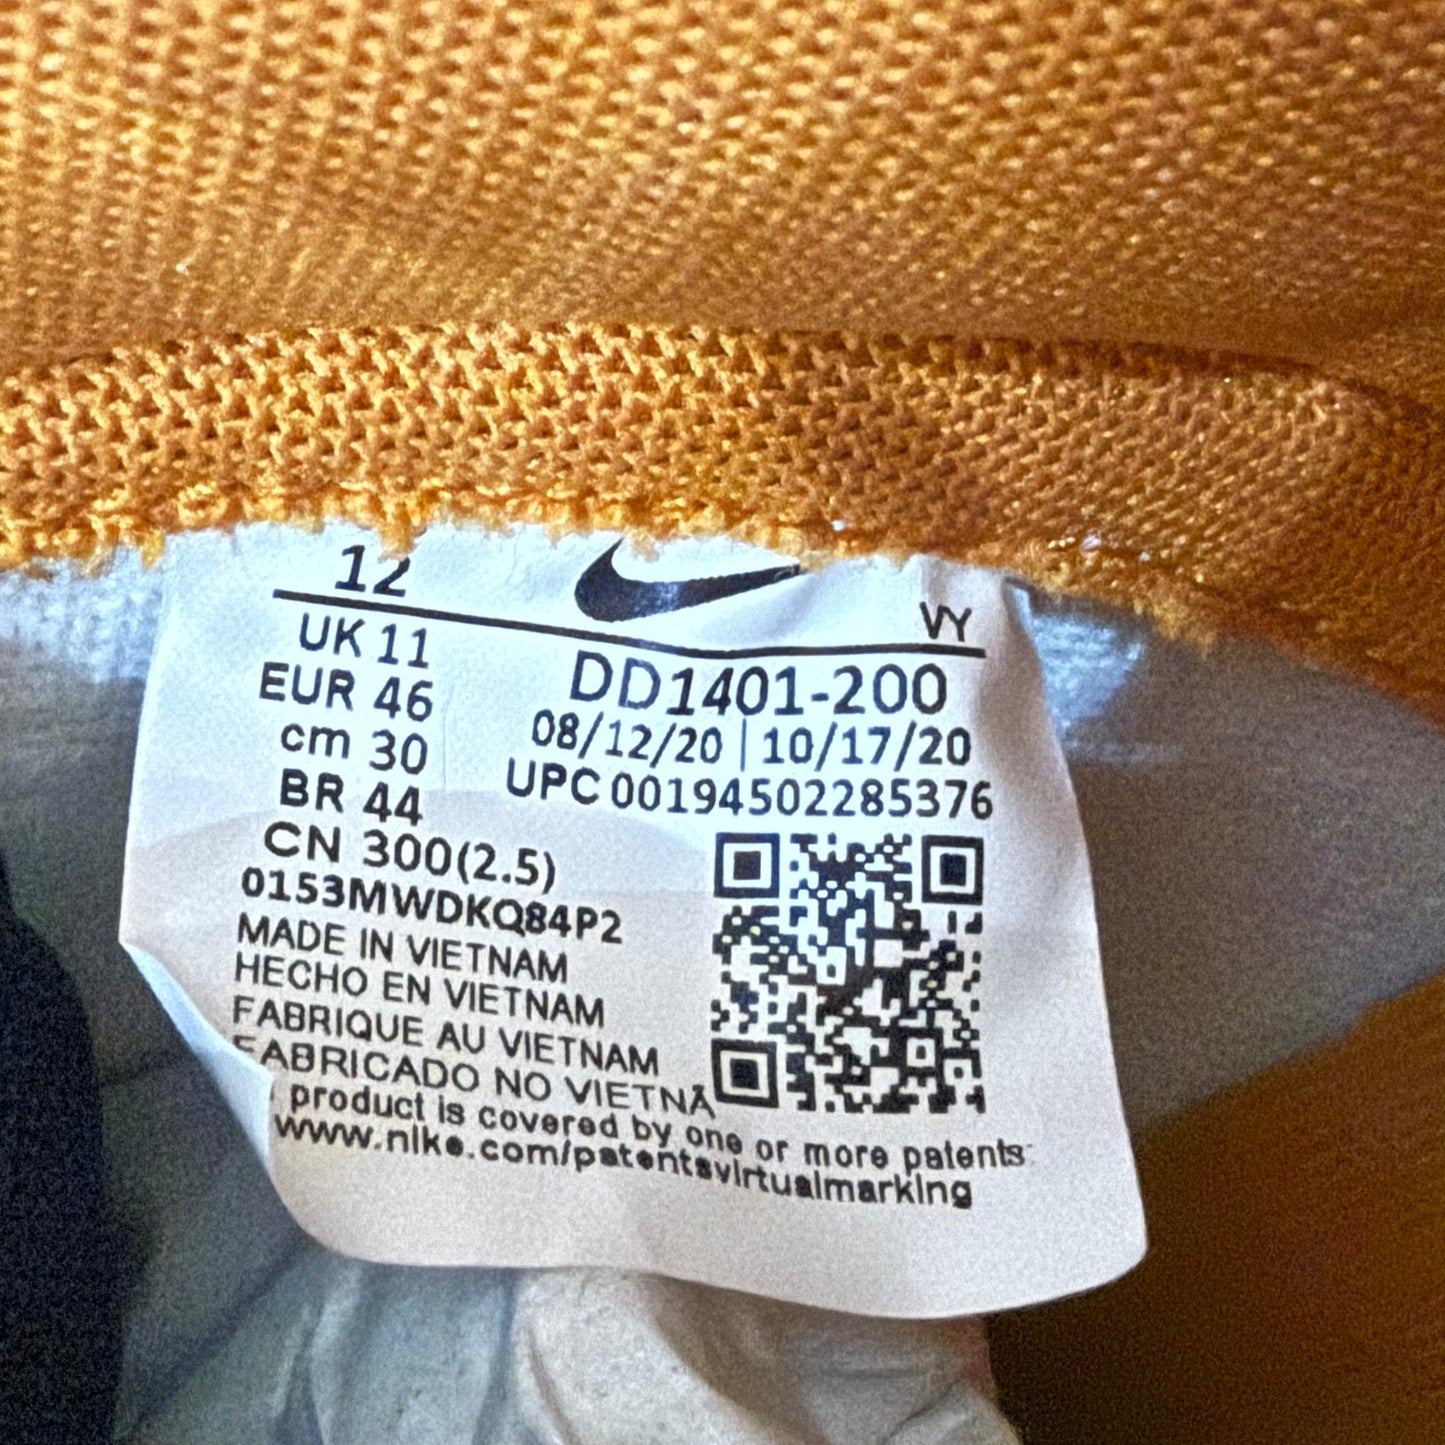 12
VY
UK 11
EUR 46
cm 30
BR 44
CN 300(2.5)
DD1401-200
08/12/20 | 10/17/20
UPC 00194502285376
0153MWDKQ84P2
MADE IN VIETNAM
HECHO EN VIETNAM
FABRIQUE AU VIETNAM
FABRICADO NO VIETNÃ
product is covered by one or more patents
www.nike.com/patentsvirtualmarking